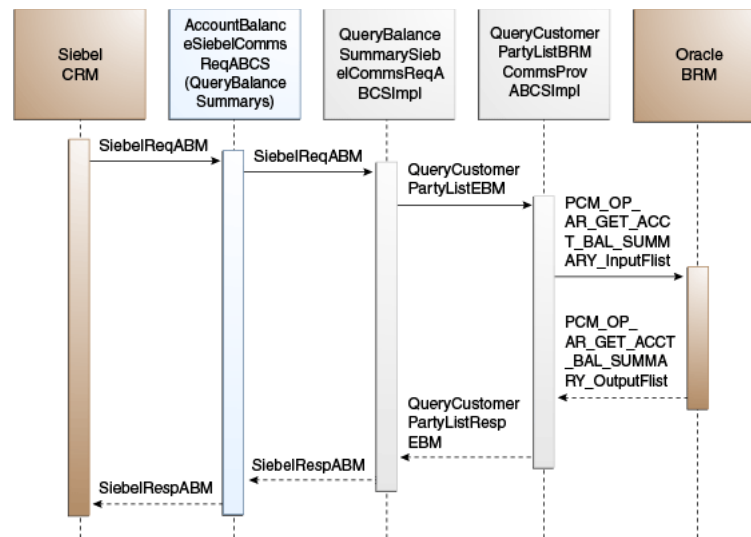 Siebel
CRM
AccountBalanc
eSiebelComms
ReqABCS
(QueryBalance
Summarys)
QueryBalance
SummarySieb
elCommsReqA
BCSImpl
QueryCustomer
PartyListBRM
CommsProv
ABCSImpl
Oracle
BRM
SiebelReqABM
SiebelReqABM
QueryCustomer
PartyListEBM
PCM_OP_
AR_GET_ACC
T_BAL_SUMM
ARY_InputFlist
PCM_OP_
AR_GET_ACCT
_BAL_SUMMA
RY_OutputFlist
QueryCustomer
PartyListResp
EBM
SiebelRespABM
SiebelRespABM